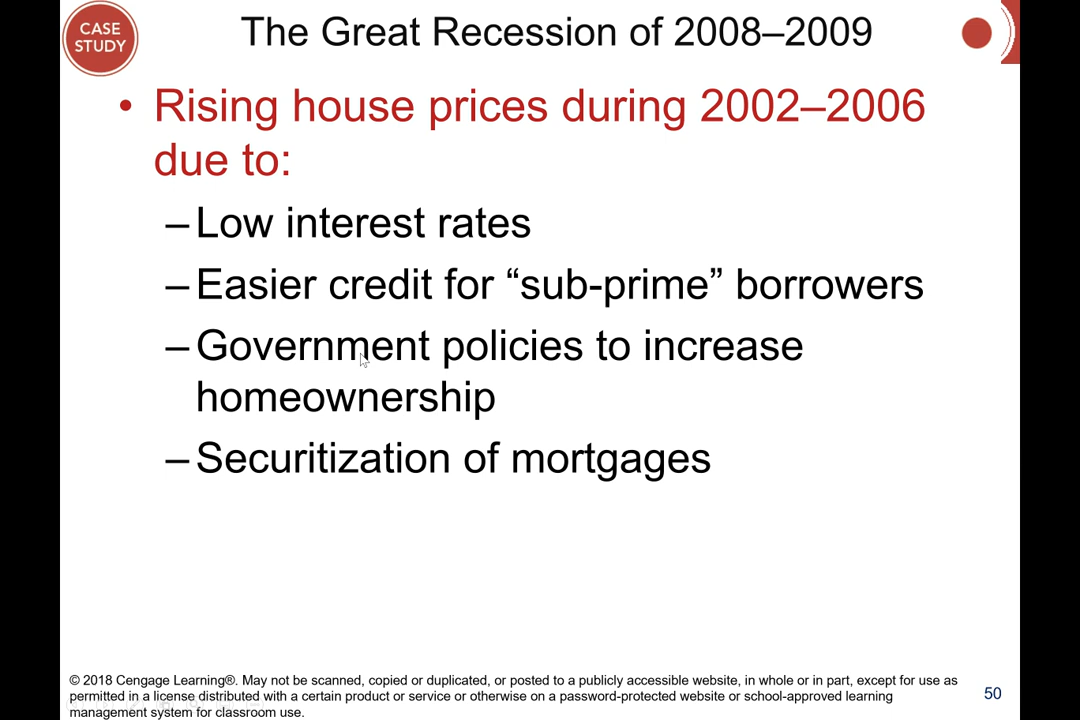 CASE
STUDY
The Great Recession of 2008–2009
• Rising house prices during 2002–2006
due to:
–Low interest rates
–Easier credit for “sub-prime” borrowers
–Government policies to increase
homeownership
–Securitization of mortgages
© 2018 Cengage Learning®. May not be scanned, copied or duplicated, or posted to a publicly accessible website, in whole or in part, except for use as
permitted in a license distributed with a certain product or service or otherwise on a password-protected website or school-approved learning
management system for classroom use.
50